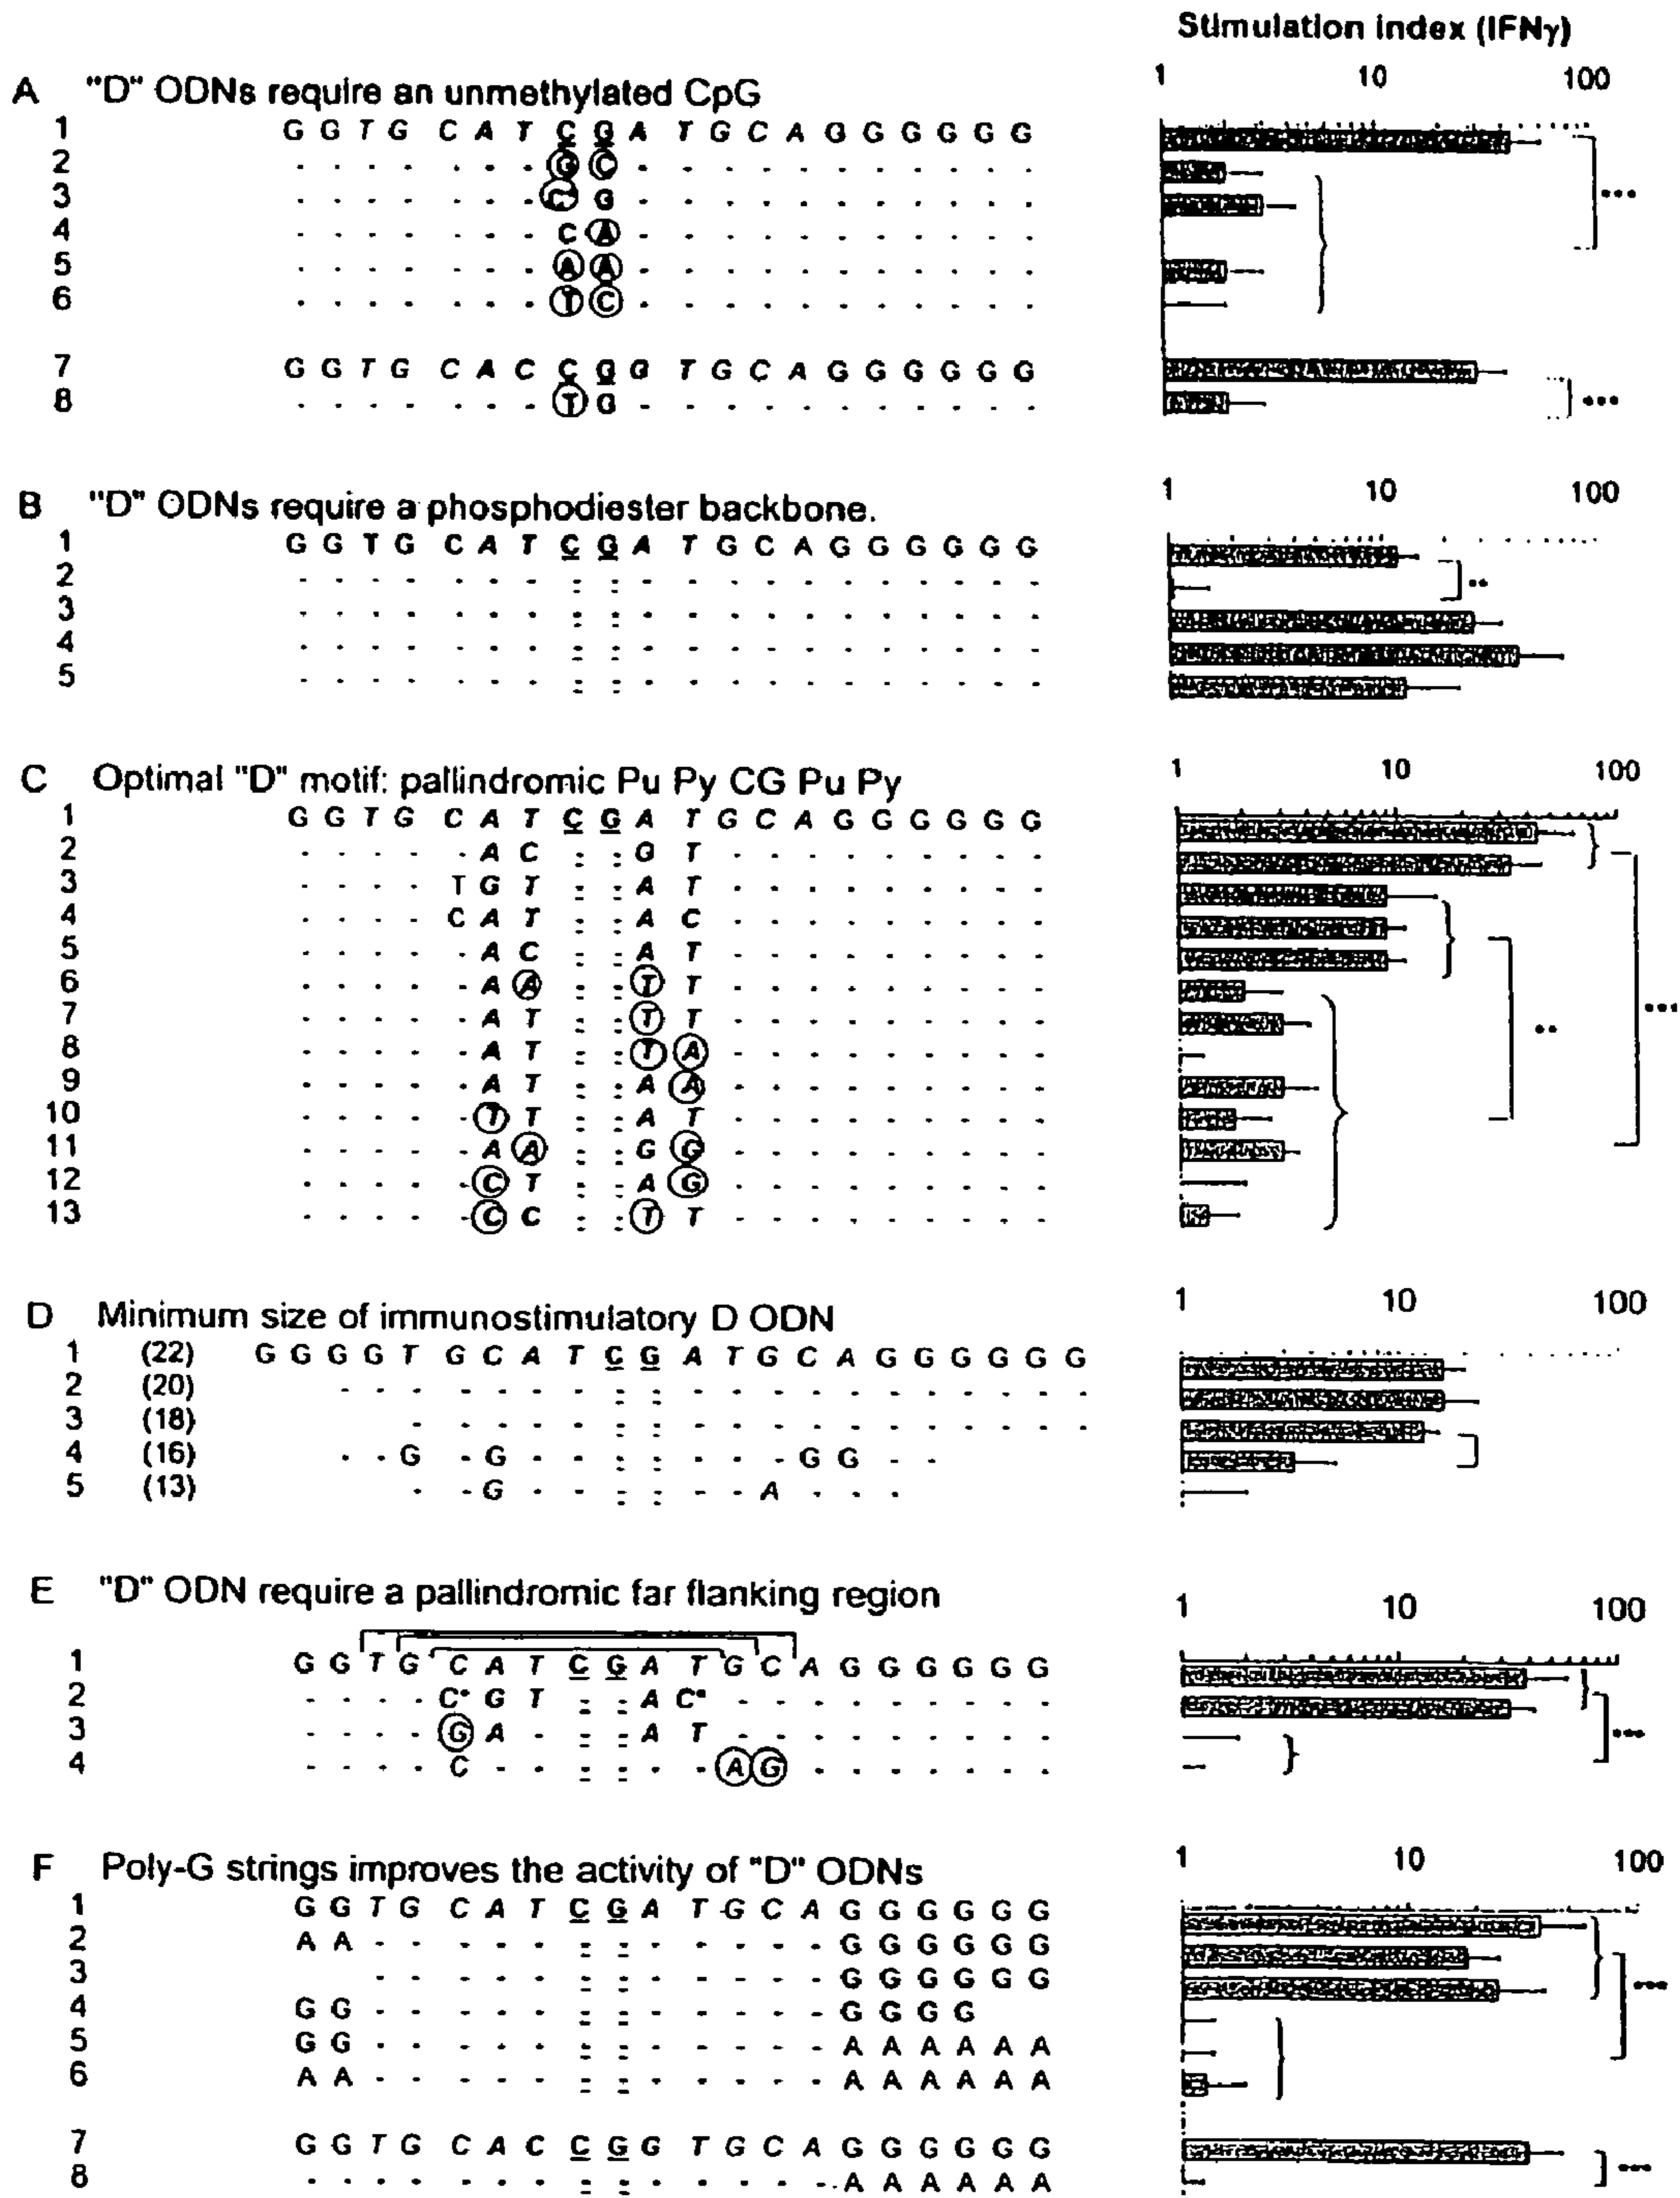 Stimulation index (IFNγ)
1 10 100
A "D" ODNs require an unmethylated CpG
1 G G T G C A T C G A T G C A G G G G G G
2 . . . . . . . G C . . . . . . . . . . .
3 . . . . . . . C G . . . . . . . . . . .
4 . . . . . . . C A . . . . . . . . . . .
5 . . . . . . . A A . . . . . . . . . . .
6 . . . . . . . T C . . . . . . . . . . .
•••
7 G G T G C A C C G G T G C A G G G G G G
8 . . . . . . . T G . . . . . . . . . . .
•••
B "D" ODNs require a phosphodiester backbone.
1 10 100
1 G G T G C A T C G A T G C A G G G G G G
2 . . . . . . . : : . . . . . . . . . . .
••
3 . . . . . . . : : . . . . . . . . . . .
4 . . . . . . . : : . . . . . . . . . . .
5 . . . . . . . : : . . . . . . . . . . .
C Optimal "D" motif: pallindromic Pu Py CG Pu Py
1 10 100
1 G G T G C A T C G A T G C A G G G G G G
2 - - - - - A C : : G T - - - - - - - - -
3 - - - - T G T : : A T - - - - - - - - -
4 - - - - C A T : : A C - - - - - - - - -
5 - - - - - A C : : A T - - - - - - - - -
6 - - - - - A A : : T T - - - - - - - - -
7 - - - - - A T : : T T - - - - - - - - -
8 - - - - - A T : : T A - - - - - - - - -
9 - - - - - A T : : A A - - - - - - - - -
10 - - - - - T T : : A T - - - - - - - - -
11 - - - - - A A : : G G - - - - - - - - -
12 - - - - - C T : : A G - - - - - - - - -
13 - - - - - C C : : T T - - - - - - - - -
•• •••
D Minimum size of immunostimulatory D ODN
1 10 100
1 (22) G G G G T G C A T C G A T G C A G G G G G G
2 (20) - - - - - - - : : - - - - - - - - - - -
3 (18) - - - - - : : - - - - - - - - - - -
4 (16) - - G - G - - : : - - - G G - -
5 (13) - - G - - : : - - A - - -
E "D" ODN require a pallindromic far flanking region
1 10 100
1 G G T G C A T C G A T G C A G G G G G G
2 - - - - C* G T : : A C* - - - - - - - - -
3 - - - - G A - : : A T - - - - - - - - -
4 - - - - C - - : : - - A G - - - - - - -
•••
F Poly-G strings improves the activity of "D" ODNs
1 10 100
1 G G T G C A T C G A T G C A G G G G G G
2 A A - - - - - : : - - - - - G G G G G G
3 - - - - - : : - - - - - G G G G G G
4 G G - - - - - : : - - - - - G G G G
5 G G - - - - - : : - - - - - A A A A A A
6 A A - - - - - : : - - - - - A A A A A A
•••
7 G G T G C A C C G G T G C A G G G G G G
8 - - - - - - - : : - - - - - A A A A A A
•••